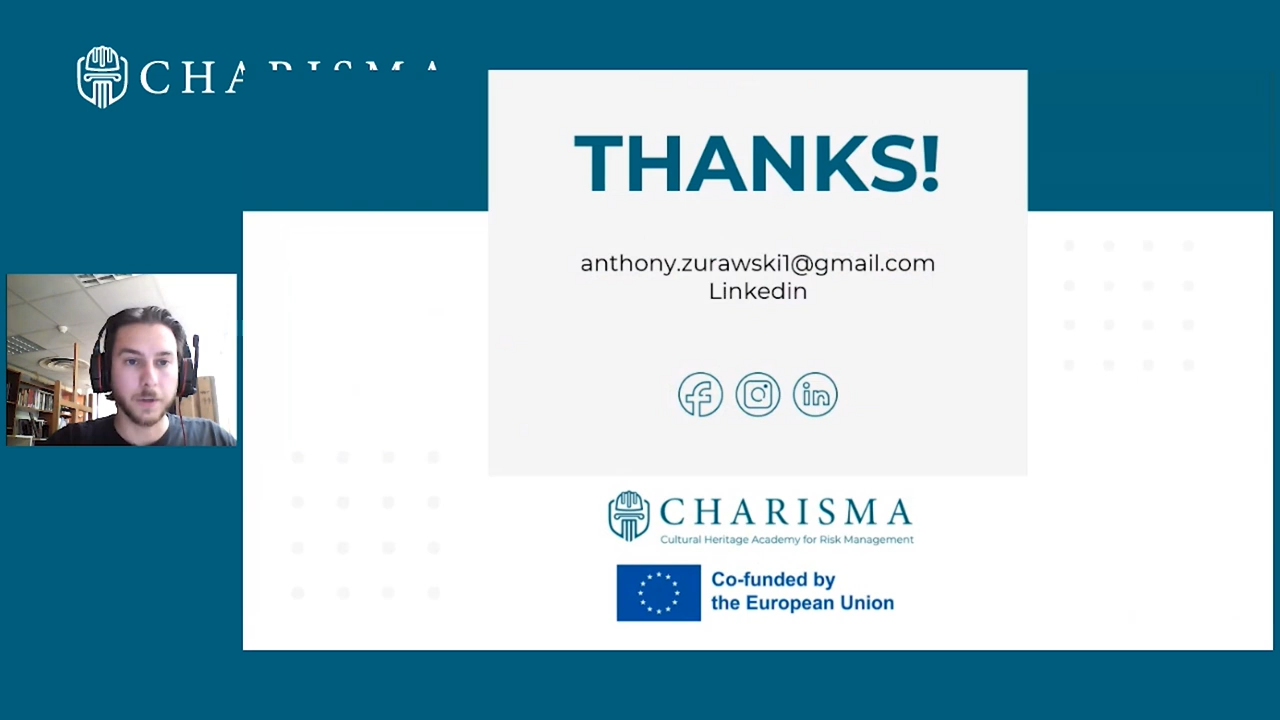 CHARISMA
THANKS!
anthony.zurawski1@gmail.com
Linkedin
CHARISMA
Cultural Heritage Academy for Risk Management
Co-funded by
the European Union